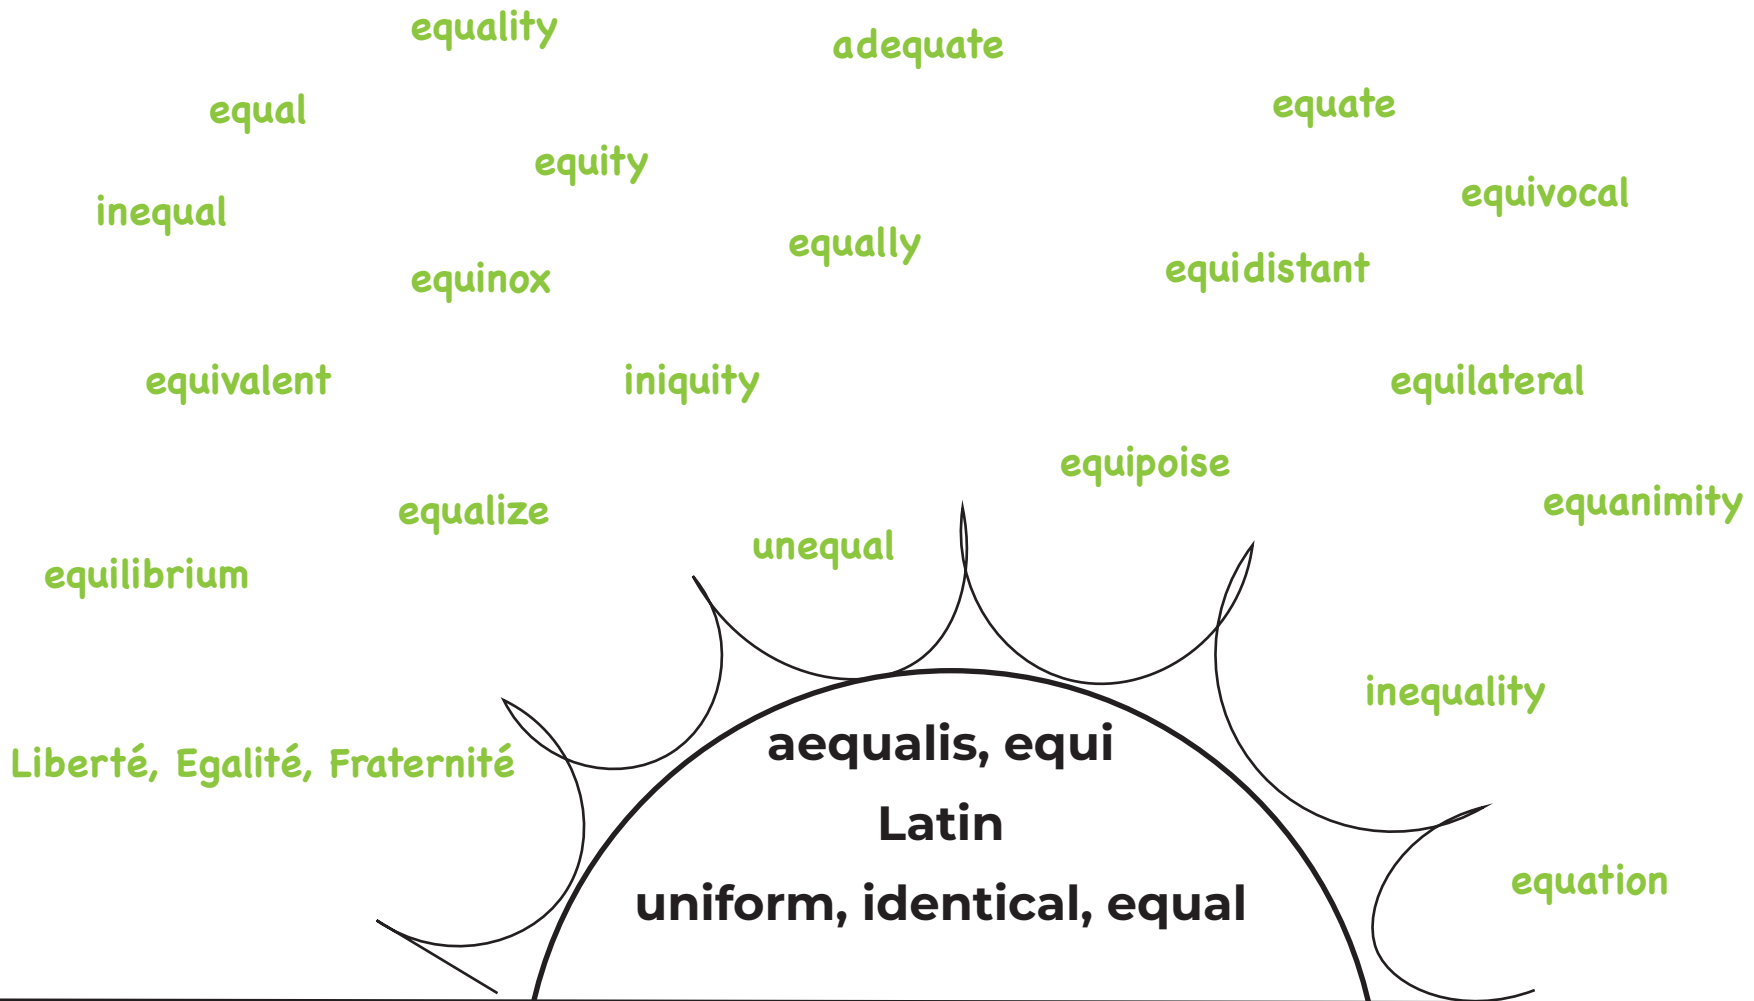 equality
adequate
equal
equate
equity
equivocal
inequal
equally
equidistant
equinox
equivalent
iniquity
equilateral
equipoise
equanimity
equalize
unequal
equilibrium
inequality
Liberté, Egalité, Fraternité
aequalis, equi
Latin
uniform, identical, equal
equation